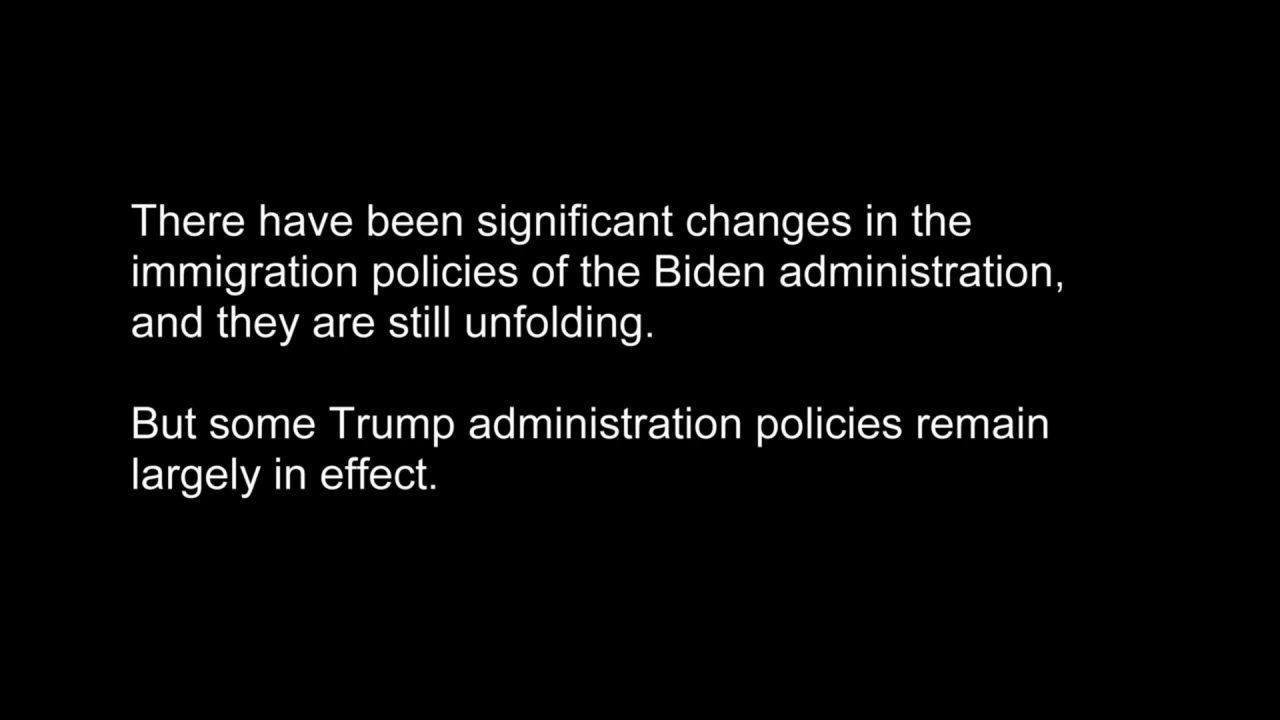 There have been significant changes in the
immigration policies of the Biden administration,
and they are still unfolding.
But some Trump administration policies remain
largely in effect.